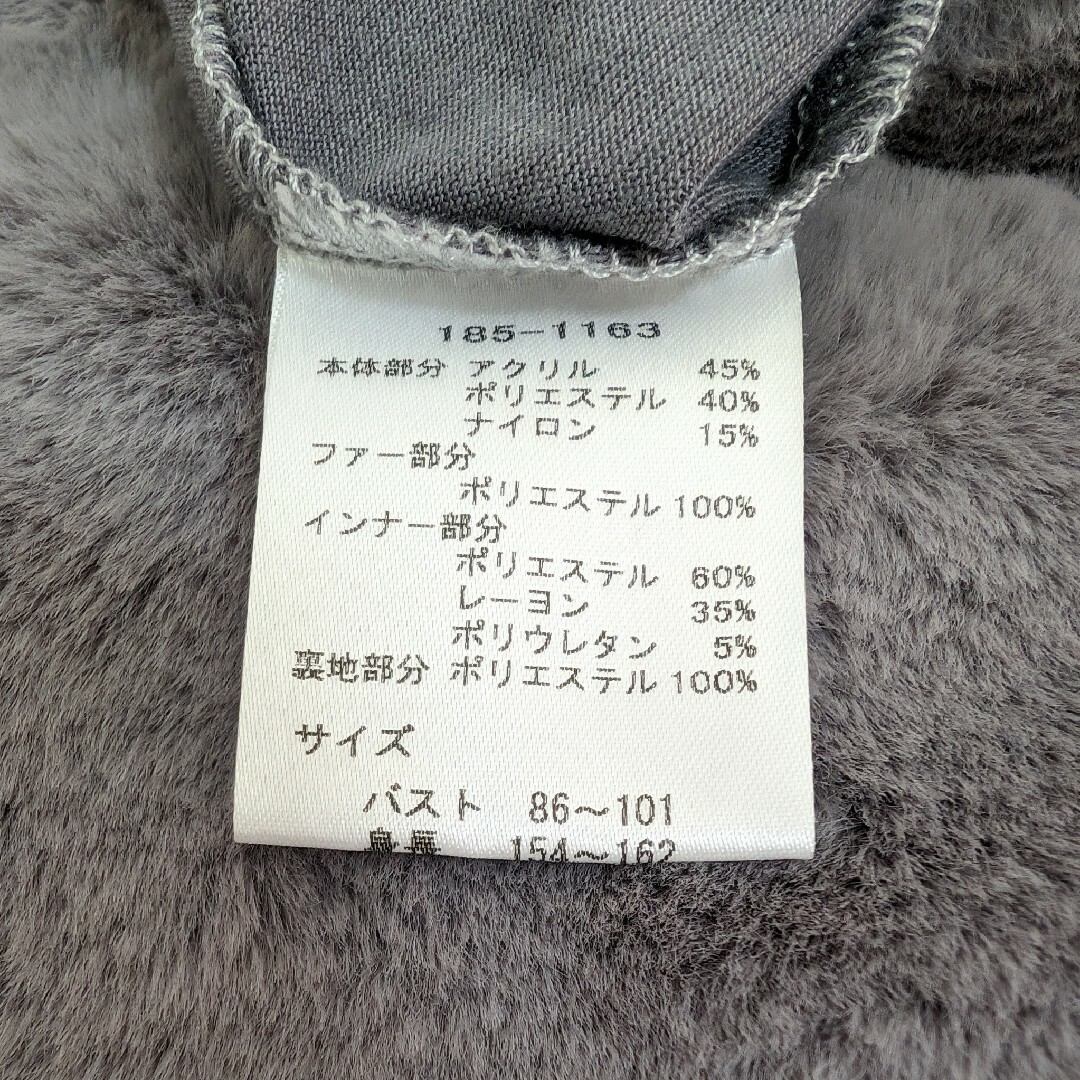 185-1163
本体部分 アクリル 45%
ポリエステル 40%
ナイロン 15%
ファー部分
ポリエステル 100%
インナー部分
ポリエステル 60%
レーヨン 35%
ポリウレタン 5%
裏地部分 ポリエステル 100%
サイズ
バスト 86〜101
身長 154〜162